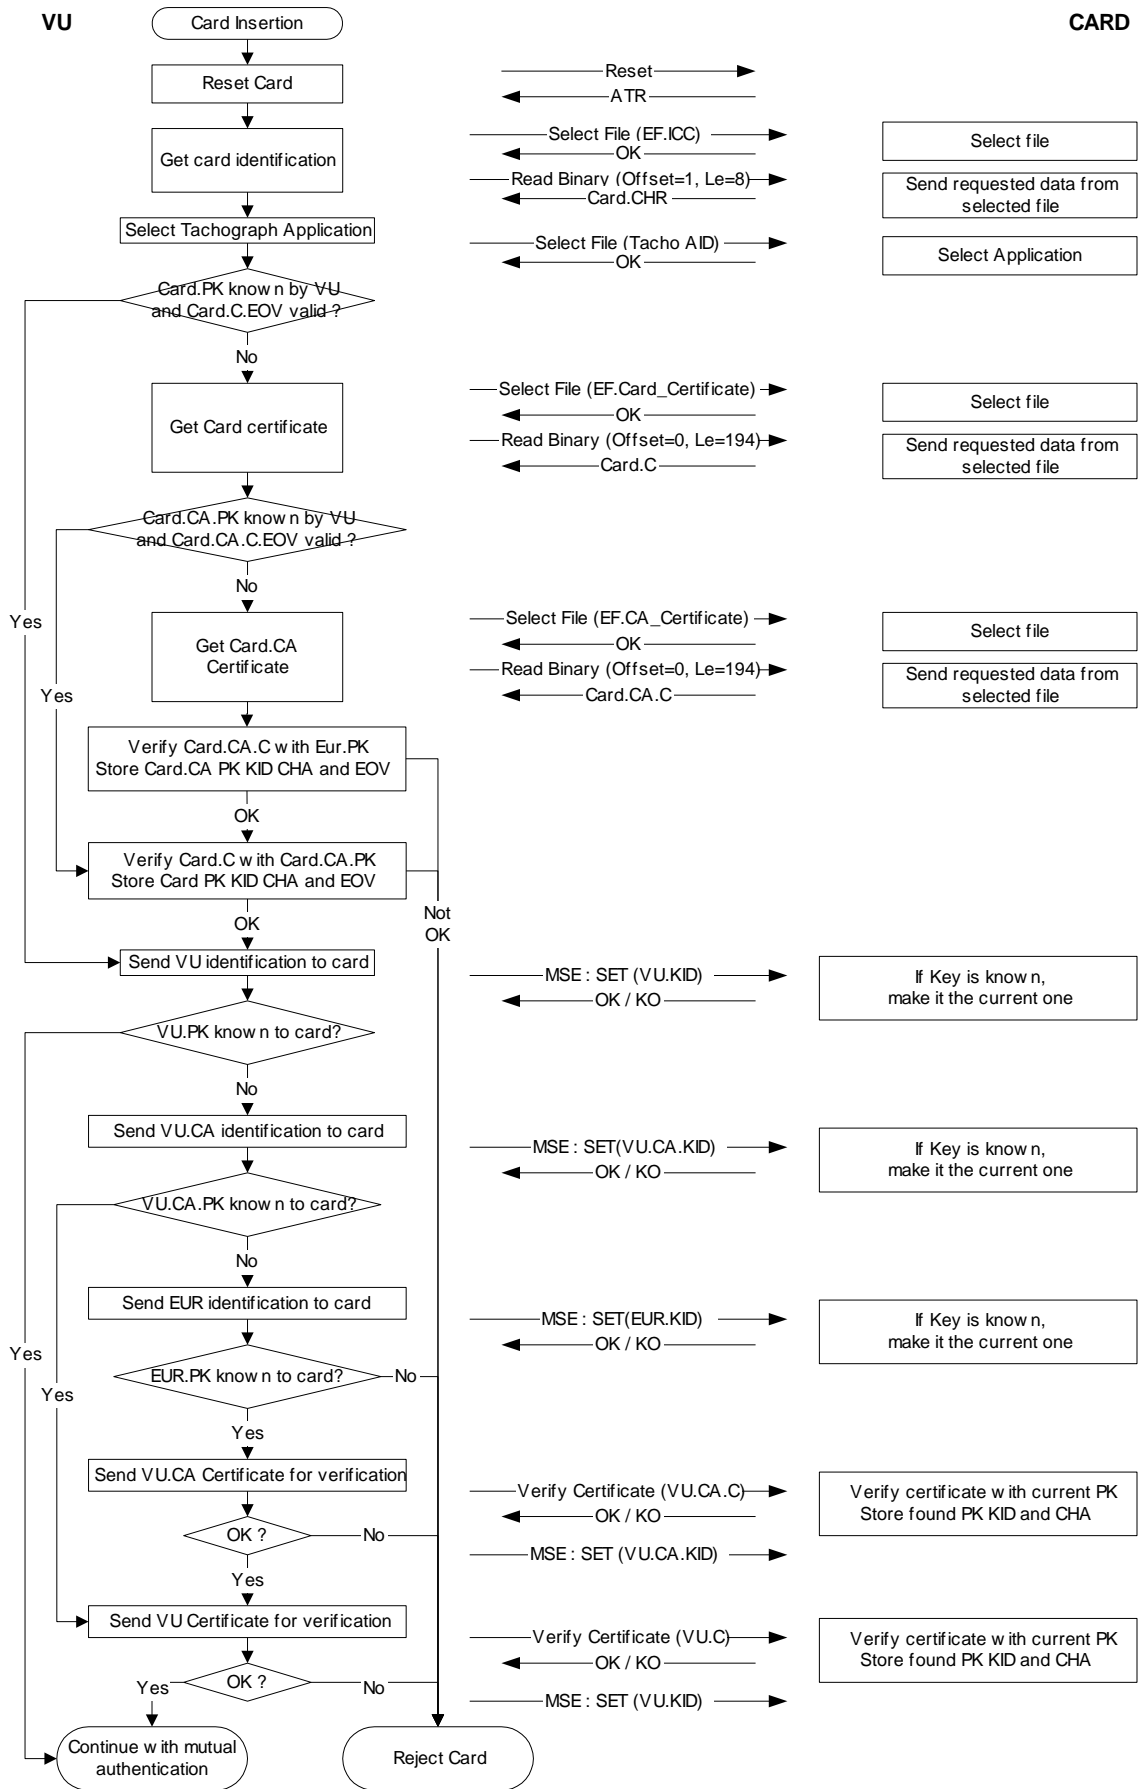 VU
CARD
Card Insertion
Reset Card
Reset
ATR
Get card identification
Select File (EF.ICC)
OK
Select file
Read Binary (Offset=1, Le=8)
Card.CHR
Send requested data from
selected file
Select Tachograph Application
Select File (Tacho AID)
OK
Select Application
Card.PK known by VU
and Card.C.EOV valid ?
No
Get Card certificate
Select File (EF.Card_Certificate)
OK
Select file
Read Binary (Offset=0, Le=194)
Card.C
Send requested data from
selected file
Card.CA.PK known by VU
and Card.CA.C.EOV valid ?
No
Yes
Get Card.CA
Certificate
Select File (EF.CA_Certificate)
OK
Select file
Read Binary (Offset=0, Le=194)
Card.CA.C
Send requested data from
selected file
Yes
Verify Card.CA.C with Eur.PK
Store Card.CA PK KID CHA and EOV
OK
Verify Card.C with Card.CA.PK
Store Card PK KID CHA and EOV
OK
Not
OK
Send VU identification to card
MSE : SET (VU.KID)
OK / KO
If Key is known,
make it the current one
VU.PK known to card?
No
Send VU.CA identification to card
MSE : SET(VU.CA.KID)
OK / KO
If Key is known,
make it the current one
VU.CA.PK known to card?
No
Send EUR identification to card
MSE : SET(EUR.KID)
OK / KO
If Key is known,
make it the current one
Yes
EUR.PK known to card?
No
Yes
Yes
Send VU.CA Certificate for verification
Verify Certificate (VU.CA.C)
OK / KO
Verify certificate with current PK
Store found PK KID and CHA
OK ?
No
MSE : SET (VU.CA.KID)
Yes
Send VU Certificate for verification
Verify Certificate (VU.C)
OK / KO
Verify certificate with current PK
Store found PK KID and CHA
OK ?
Yes
No
MSE : SET (VU.KID)
Continue with mutual
authentication
Reject Card